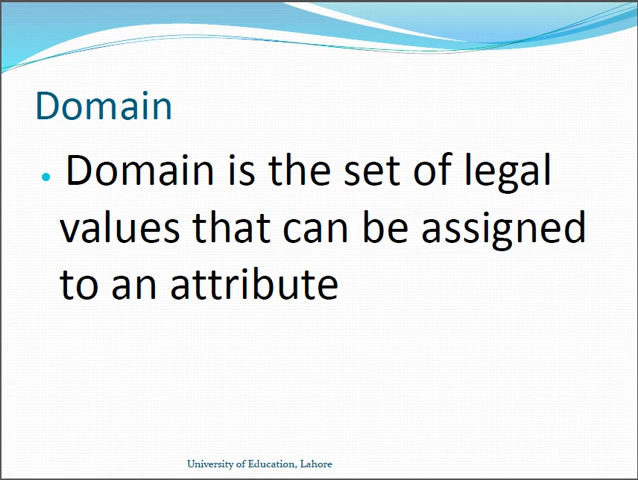 Domain
• Domain is the set of legal
values that can be assigned
to an attribute
University of Education, Lahore